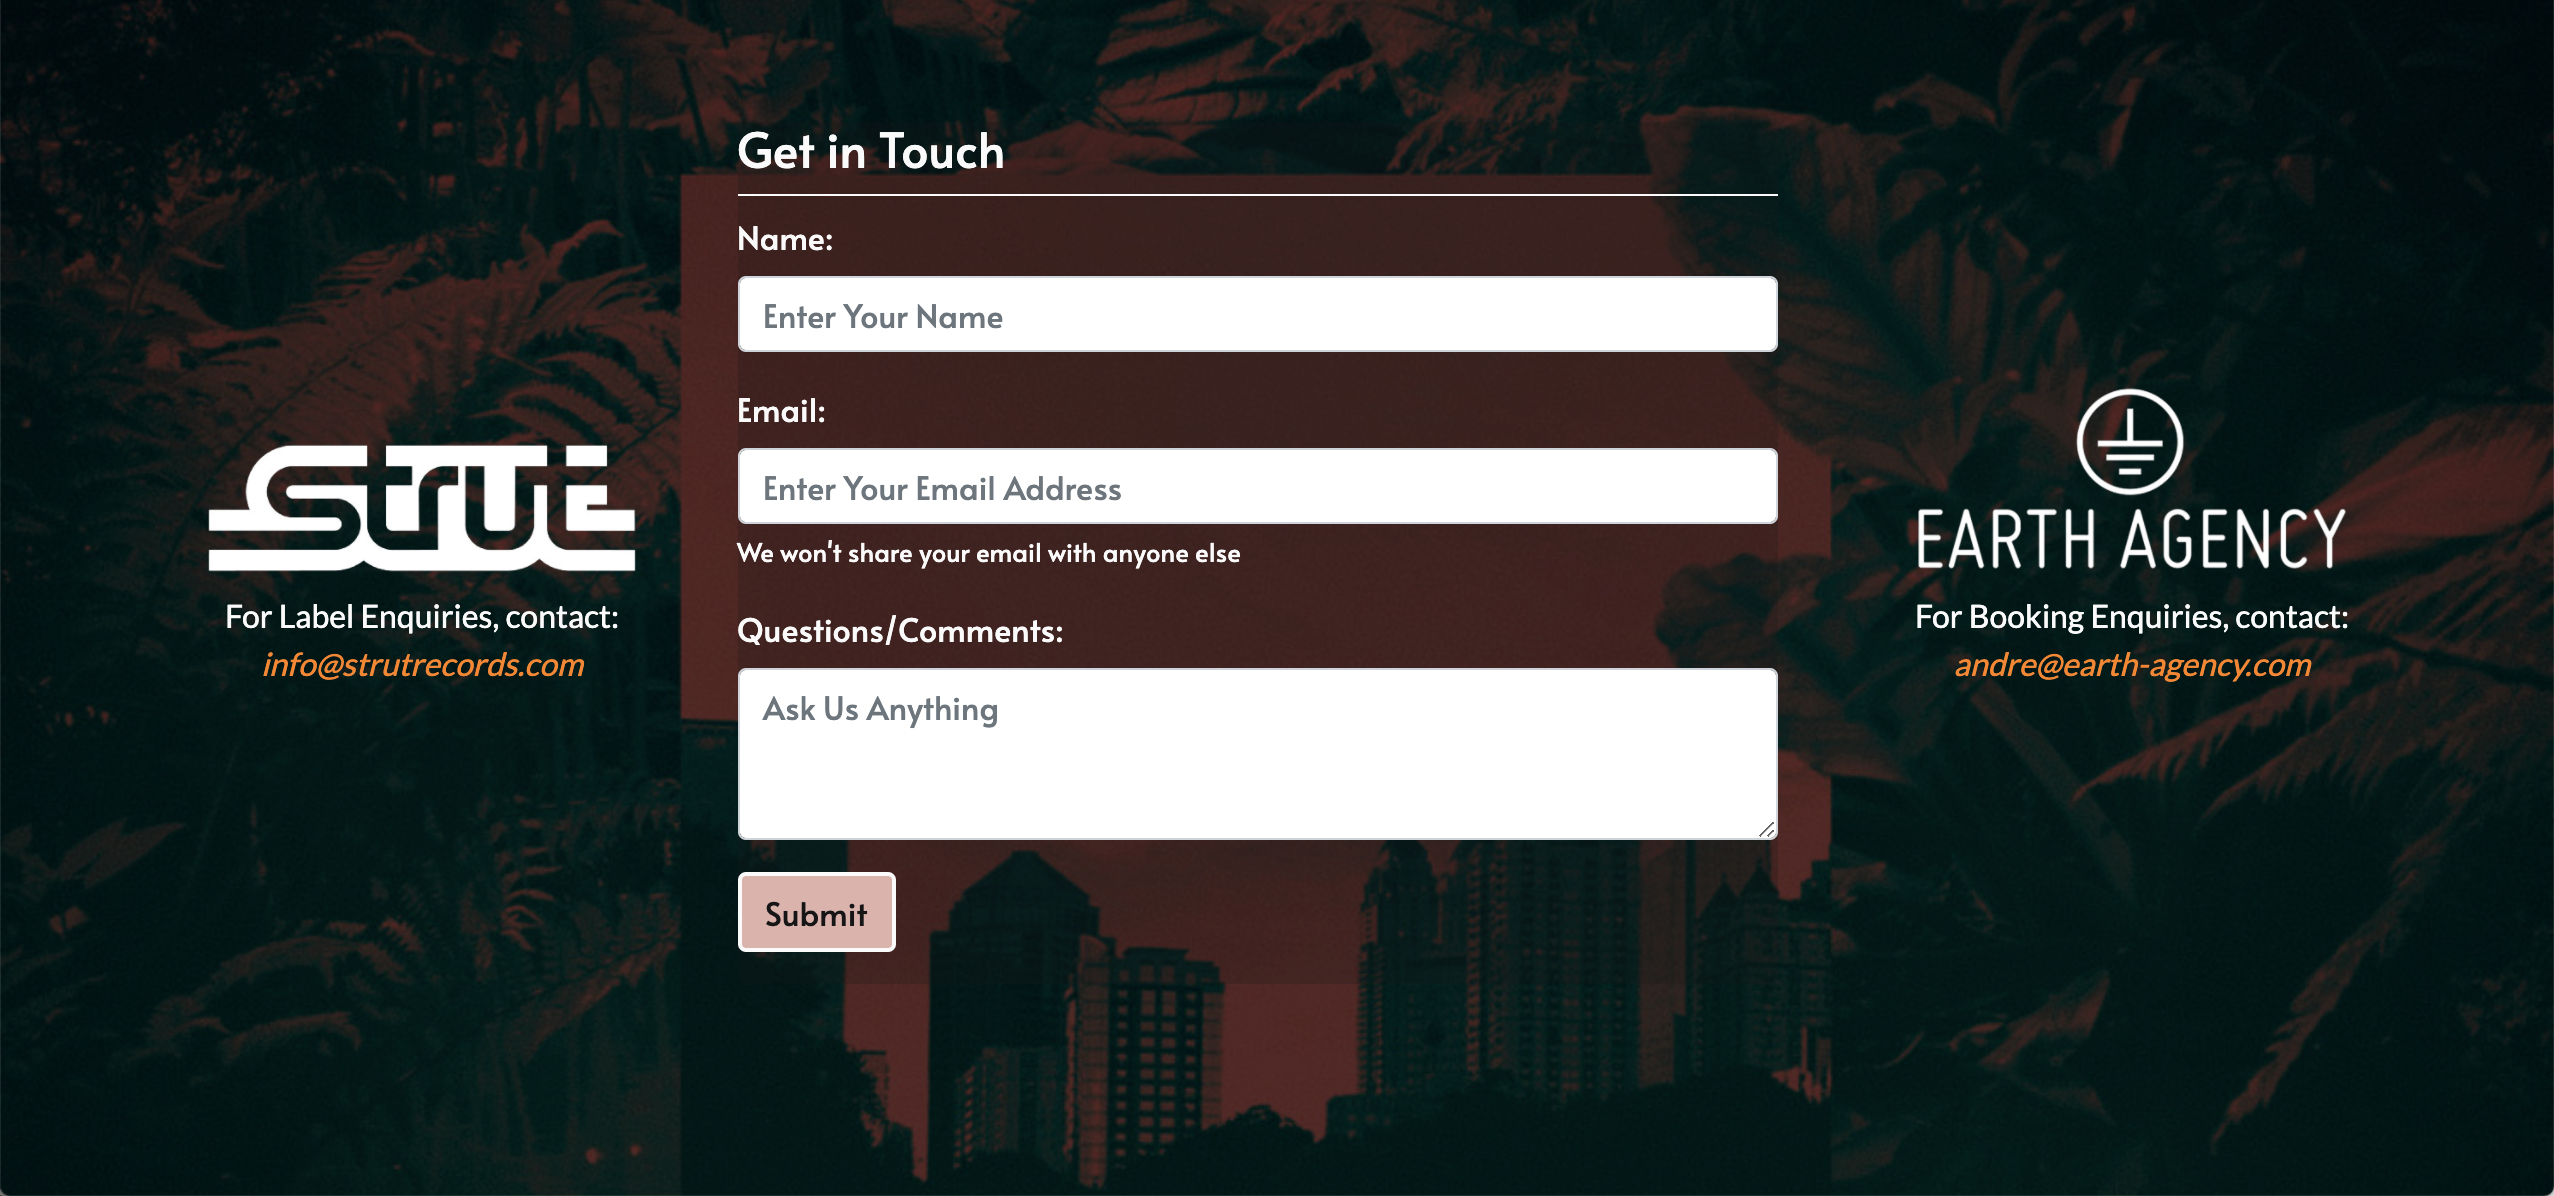 Get in Touch
Name:
Enter Your Name
Email:
Enter Your Email Address
We won't share your email with anyone else
Questions/Comments:
Ask Us Anything
Submit
STRUT
For Label Enquiries, contact:
info@strutrecords.com
EARTH AGENCY
For Booking Enquiries, contact:
andre@earth-agency.com